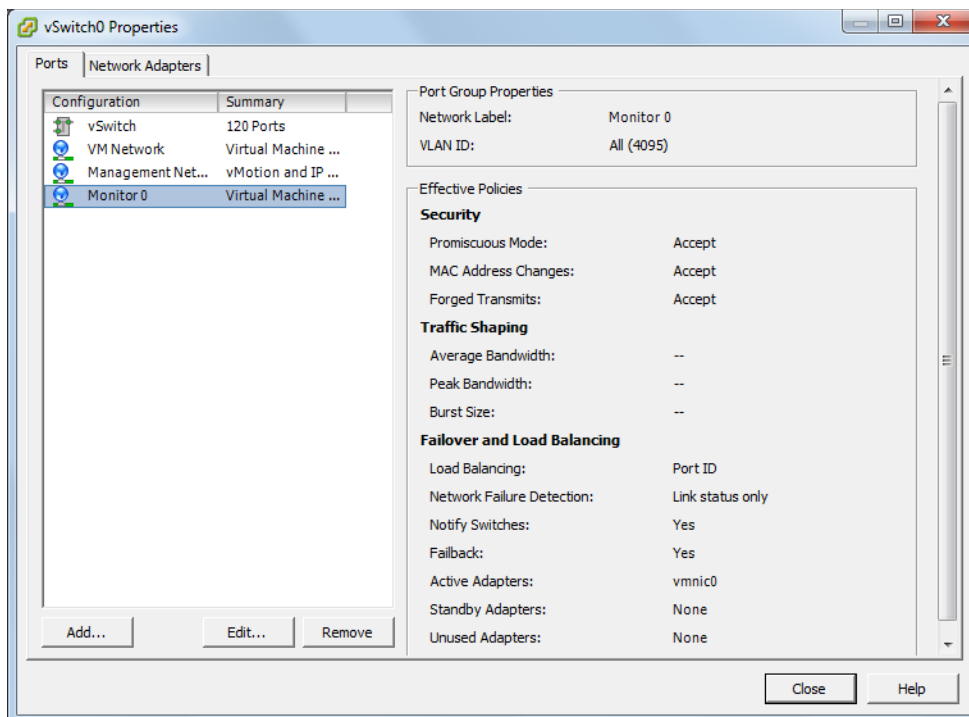 vSwitch0 Properties
Ports
Network Adapters
Configuration Summary
vSwitch 120 Ports
VM Network Virtual Machine ...
Management Net... vMotion and IP ...
Monitor 0 Virtual Machine ...
Add...
Edit...
Remove
Port Group Properties
Network Label: Monitor 0
VLAN ID: All (4095)
Effective Policies
Security
Promiscuous Mode: Accept
MAC Address Changes: Accept
Forged Transmits: Accept
Traffic Shaping
Average Bandwidth: --
Peak Bandwidth: --
Burst Size: --
Failover and Load Balancing
Load Balancing: Port ID
Network Failure Detection: Link status only
Notify Switches: Yes
Failback: Yes
Active Adapters: vmnic0
Standby Adapters: None
Unused Adapters: None
Close
Help